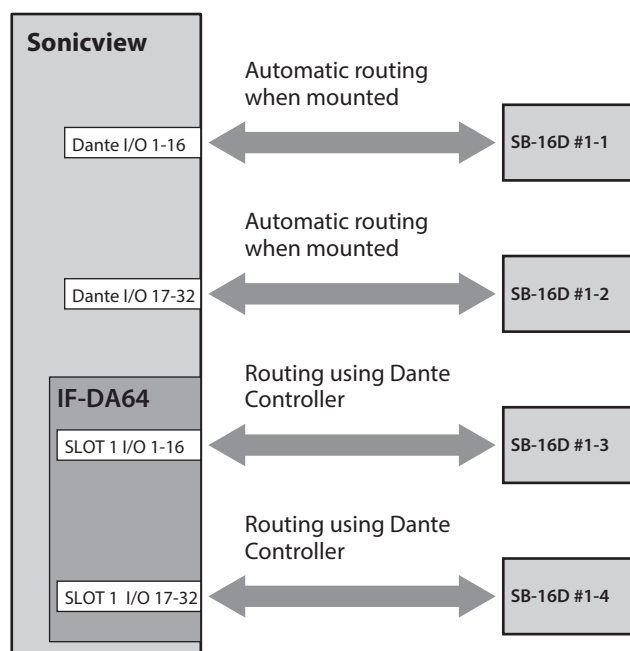 Sonicview
Automatic routing
when mounted
Dante I/O 1-16
SB-16D #1-1
Automatic routing
when mounted
Dante I/O 17-32
SB-16D #1-2
Routing using Dante
Controller
IF-DA64
SLOT 1 I/O 1-16
SB-16D #1-3
Routing using Dante
Controller
SLOT 1 I/O 17-32
SB-16D #1-4